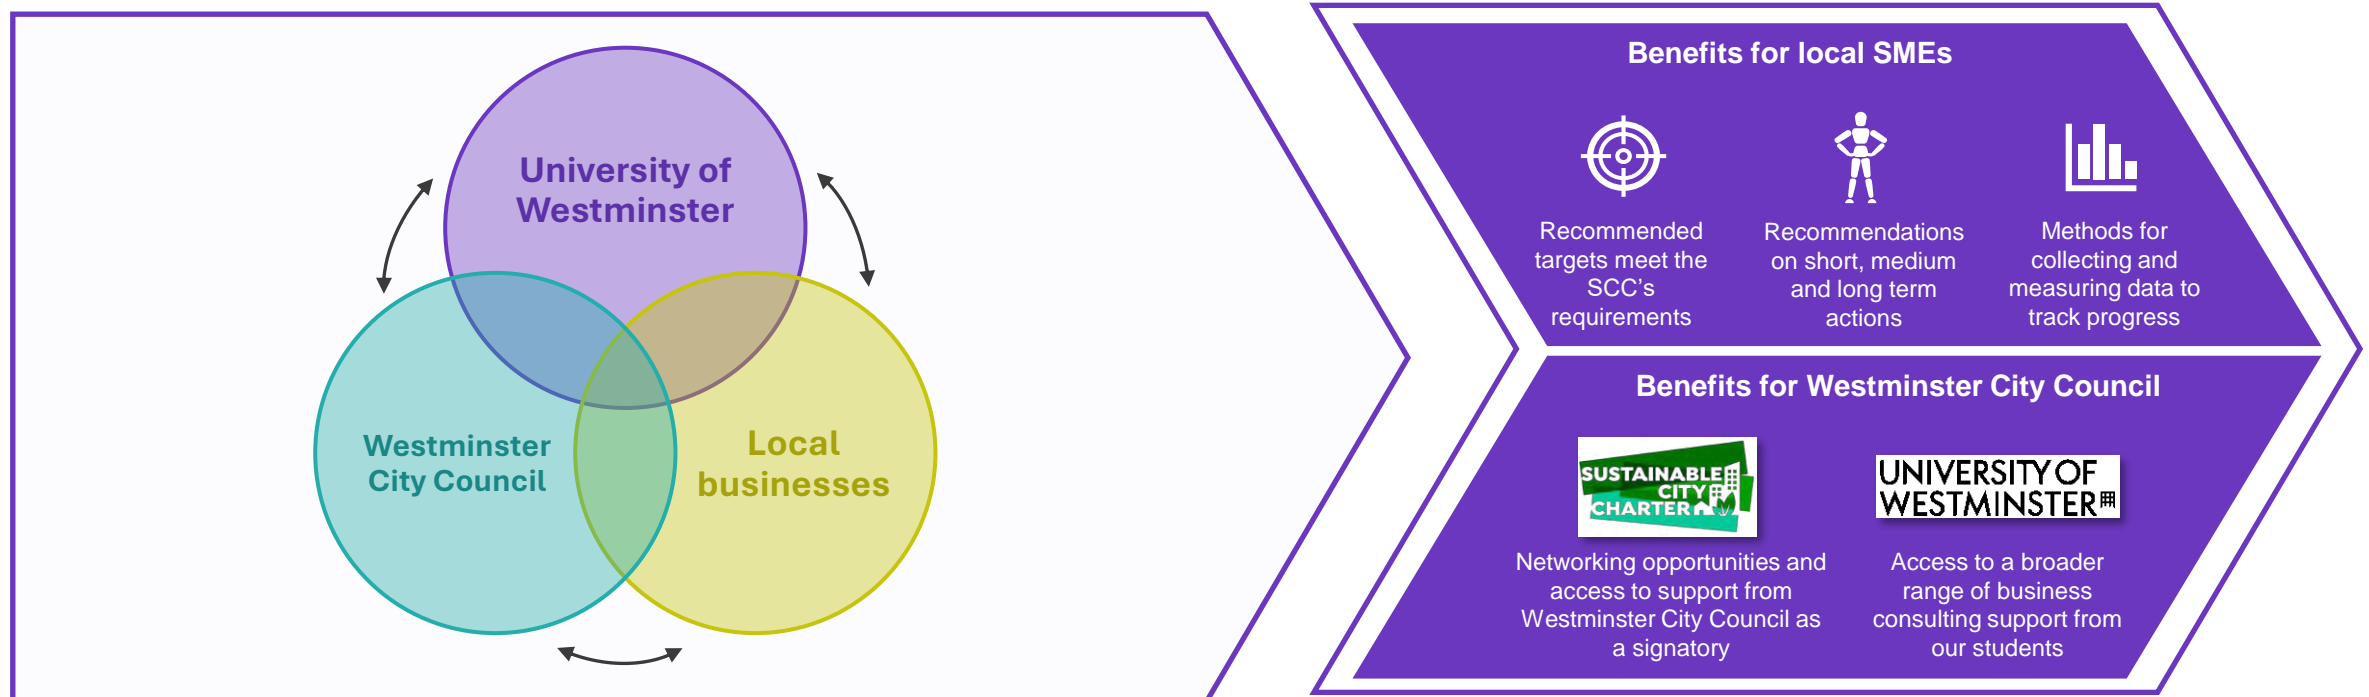 University of
Westminster
Westminster
City Council
Local
businesses
Benefits for local SMEs
Recommended
targets meet the
SCC’s
requirements
Recommendations
on short, medium
and long term
actions
Methods for
collecting and
measuring data to
track progress
Benefits for Westminster City Council
SUSTAINABLE
CITY
CHARTER
Networking opportunities and
access to support from
Westminster City Council as
a signatory
UNIVERSITY OF
WESTMINSTER
Access to a broader
range of business
consulting support from
our students